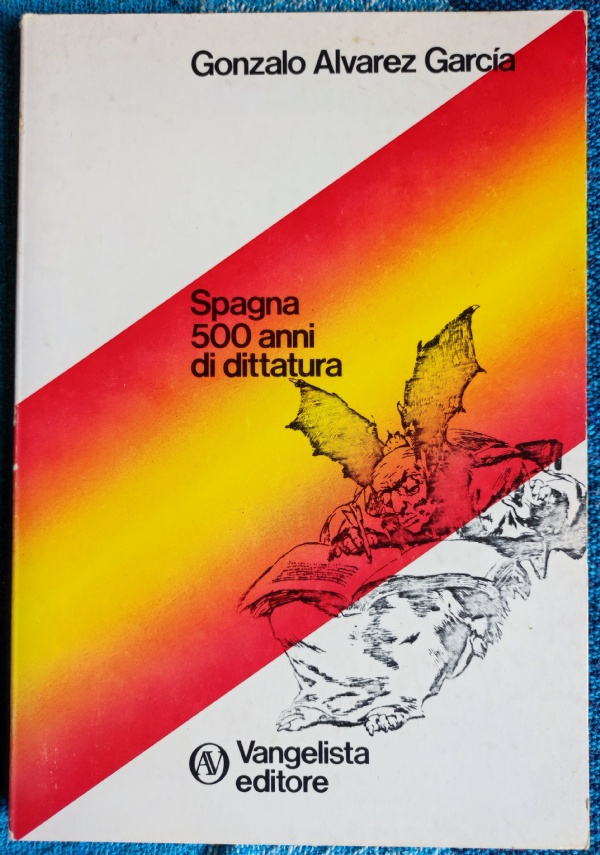 Gonzalo Alvarez García
Spagna
500 anni
di dittatura
AV Vangelista
editore